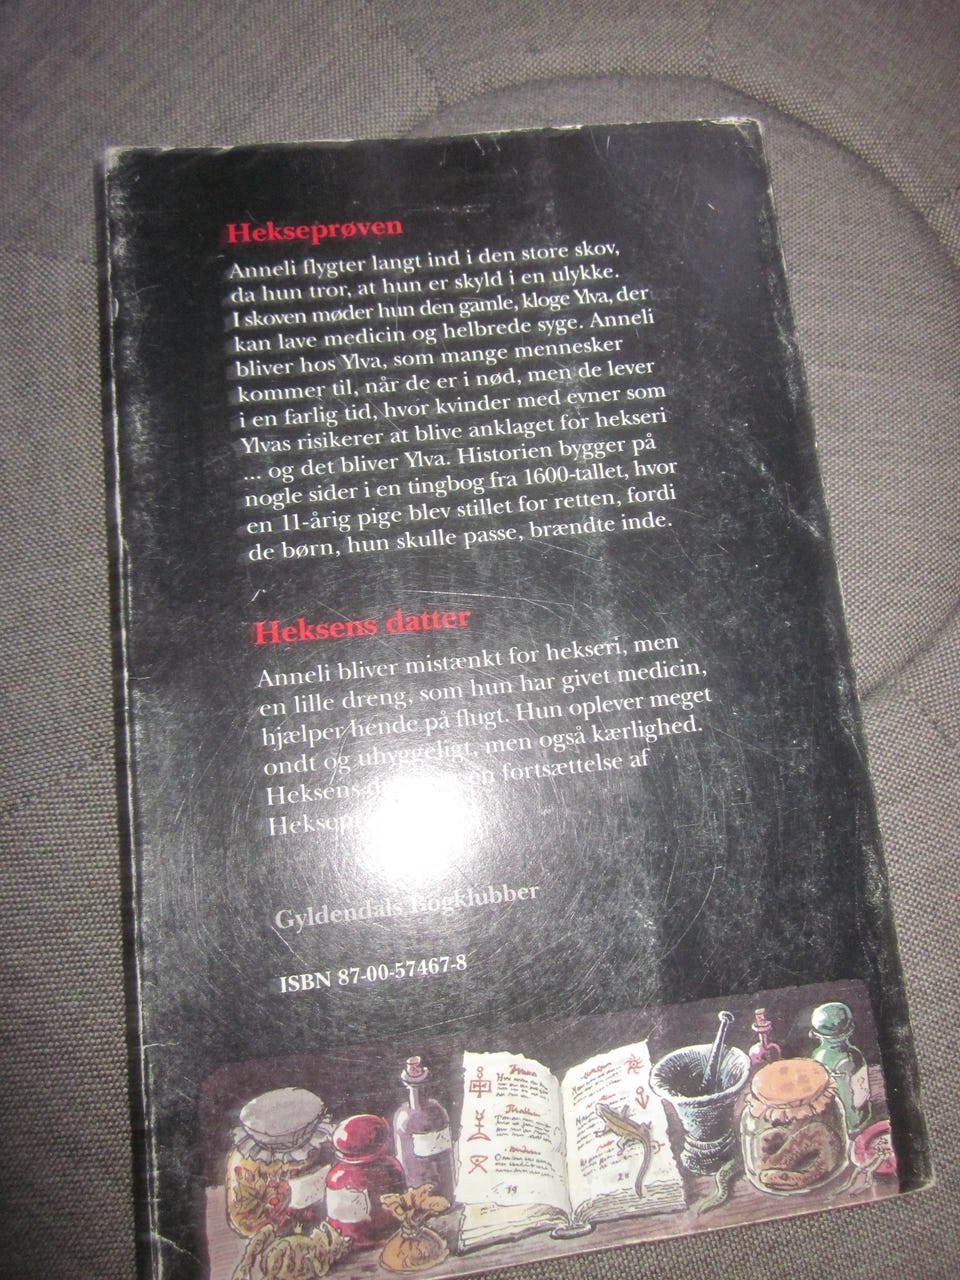 Hekseprøven
Anneli flygter langt ind i den store skov,
da hun tror, at hun er skyld i en ulykke.
I skoven møder hun den gamle, kloge Ylva, der
kan lave medicin og helbrede syge. Anneli
bliver hos Ylva, som mange mennesker
kommer til, når de er i nød, men de lever
i en farlig tid, hvor kvinder med evner som
Ylvas risikerer at blive anklaget for hekseri
... og det bliver Ylva. Historien bygger på
nogle sider i en tingbog fra 1600-tallet, hvor
en 11-årig pige blev stillet for retten, fordi
de børn, hun skulle passe, brændte inde.
Heksens datter
Anneli bliver mistænkt for hekseri, men
en lille dreng, som hun har givet medicin,
hjælper hende på flugt. Hun oplever meget
ondt og uhyggeligt, men også kærlighed.
Heksens en fortsættelse af
Gyldendals Bogklubber
ISBN 87-00-57467-8
19